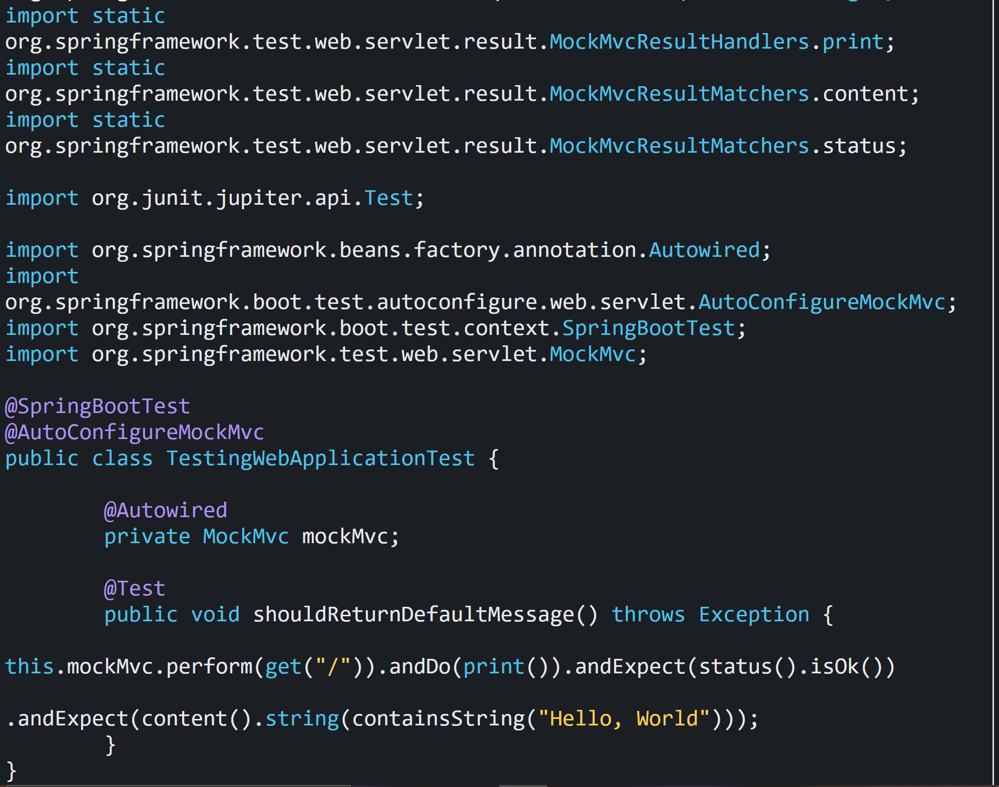 import static
org.springframework.test.web.servlet.result.MockMvcResultHandlers.print;
import static
org.springframework.test.web.servlet.result.MockMvcResultMatchers.content;
import static
org.springframework.test.web.servlet.result.MockMvcResultMatchers.status;
import org.junit.jupiter.api.Test;
import org.springframework.beans.factory.annotation.Autowired;
import
org.springframework.boot.test.autoconfigure.web.servlet.AutoConfigureMockMvc;
import org.springframework.boot.test.context.SpringBootTest;
import org.springframework.test.web.servlet.MockMvc;
@SpringBootTest
@AutoConfigureMockMvc
public class TestingWebApplicationTest {
@Autowired
private MockMvc mockMvc;
@Test
public void shouldReturnDefaultMessage() throws Exception {
this.mockMvc.perform(get("/")).andDo(print()).andExpect(status().isOk())
.andExpect(content().string(containsString("Hello, World")));
}
}